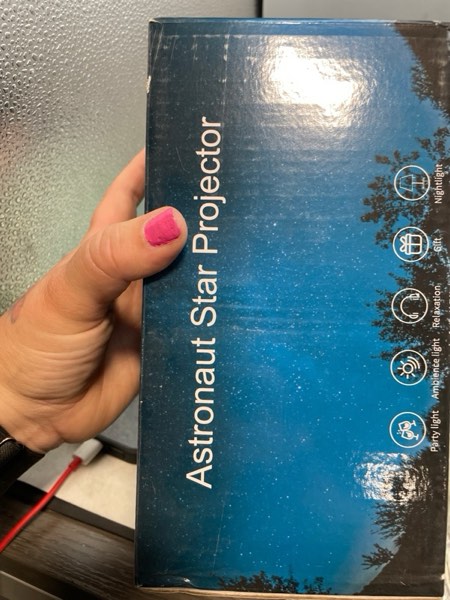 Astronaut Star Projector
Party light
Ambience light
Relaxation
Gift
Nightlight